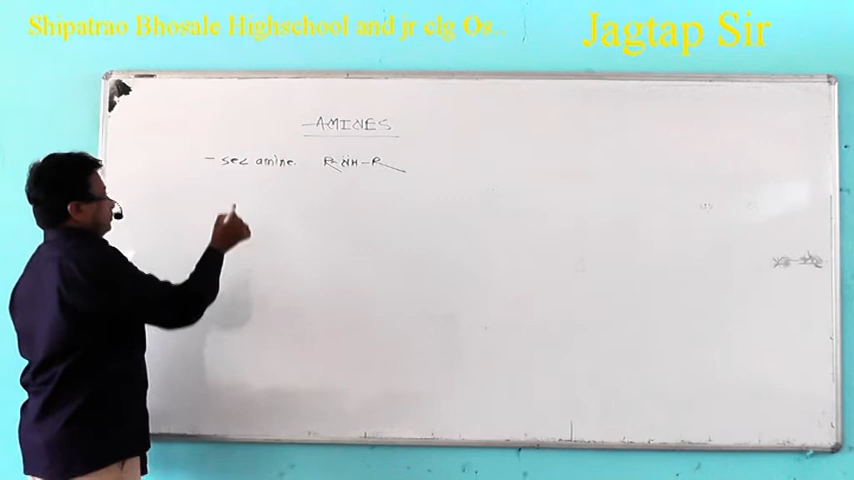 Shipatrao Bhosale Highschool and jr clg Os..
Jagtap Sir
-AMINES
- sec amine. R-NH-R